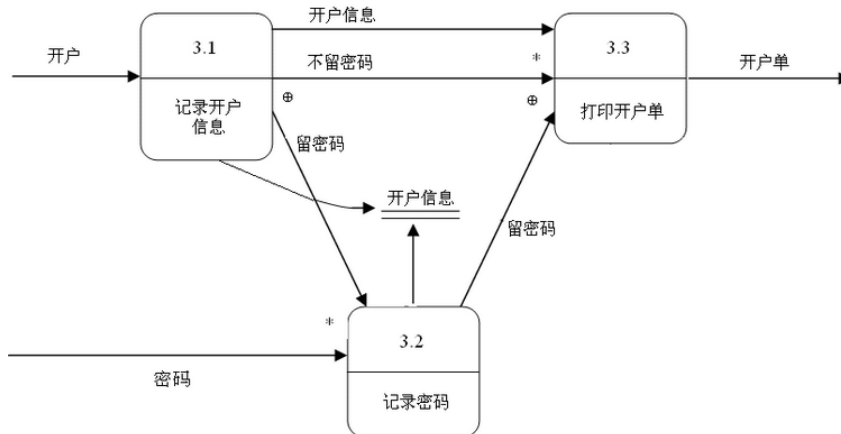 开户信息
3.1
3.3
开户
不留密码
*
开户单
⊕
⊕
记录开户
信息
打印开户单
留密码
开户信息
留密码
*
3.2
密码
记录密码